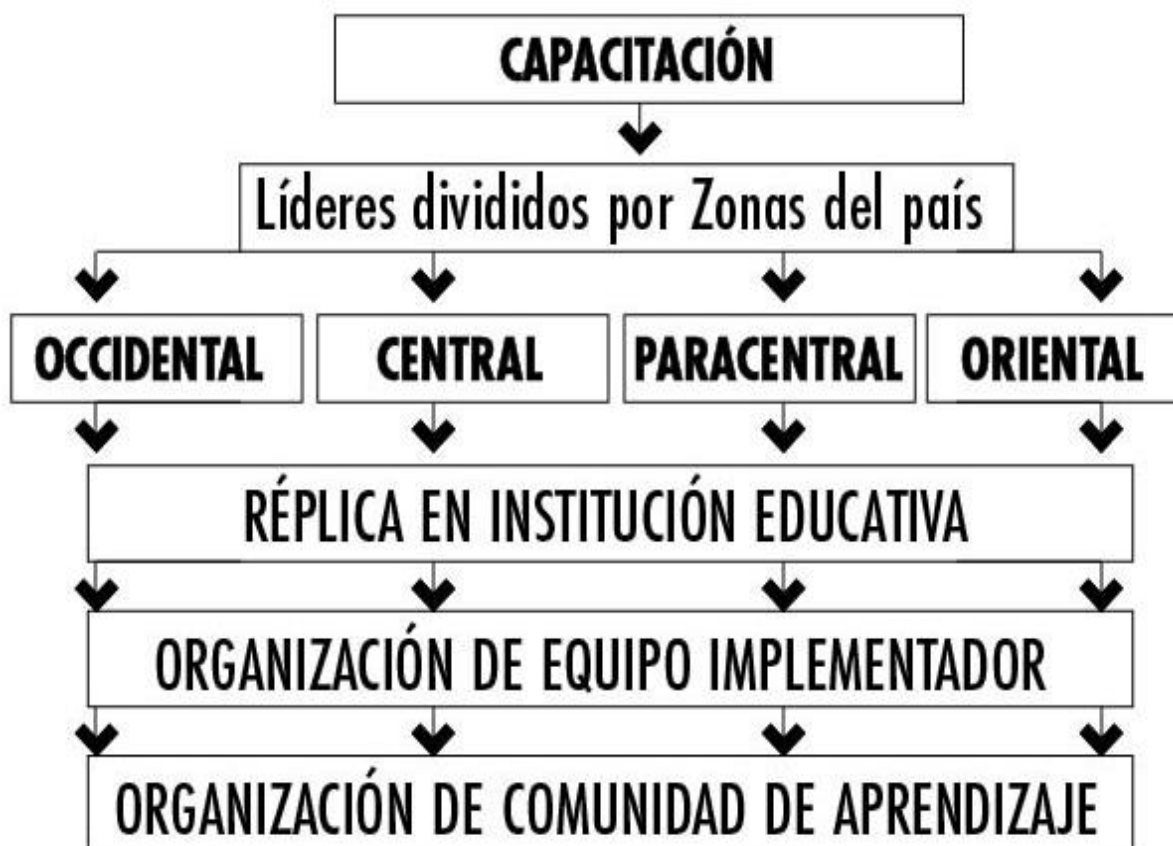 CAPACITACIÓN
Líderes divididos por Zonas del país
OCCIDENTAL
CENTRAL
PARACENTRAL
ORIENTAL
RÉPLICA EN INSTITUCIÓN EDUCATIVA
ORGANIZACIÓN DE EQUIPO IMPLEMENTADOR
ORGANIZACIÓN DE COMUNIDAD DE APRENDIZAJE